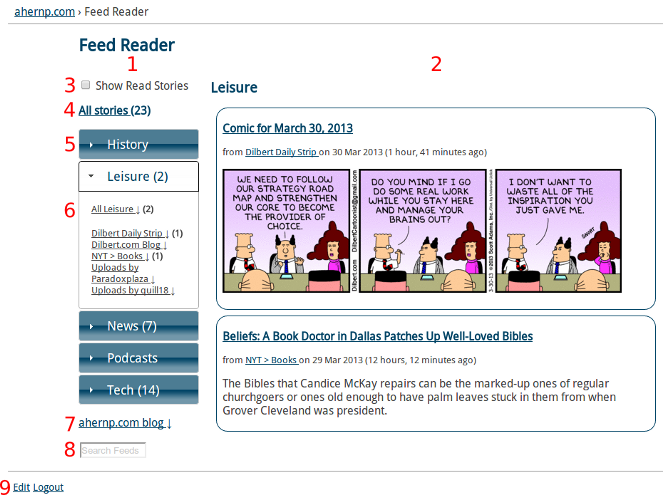 ahernp.com › Feed Reader
Feed Reader
1
2
3 Show Read Stories
Leisure
4 All stories (23)
5 History
Leisure (2)
6 All Leisure ↓ (2)
Dilbert Daily Strip ↓ (1)
Dilbert.com Blog ↓
NYT > Books ↓ (1)
Uploads by
Paradoxplaza ↓
Uploads by quill18 ↓
News (7)
Podcasts
Tech (14)
7 ahernp.com blog ↓
8 Search Feeds
Comic for March 30, 2013
from Dilbert Daily Strip on 30 Mar 2013 (1 hour, 41 minutes ago)
WE NEED TO FOLLOW
OUR STRATEGY ROAD
MAP AND STRENGTHEN
OUR CORE TO BECOME
THE PROVIDER OF
CHOICE.
Dilbert.com DilbertCartoonist@gmail.com
DO YOU MIND IF I GO
DO SOME REAL WORK
WHILE YOU STAY HERE
AND MANAGE YOUR
BRAINS OUT?
3-30-13 ©2013 Scott Adams, Inc.
I DON'T WANT TO
WASTE ALL OF THE
INSPIRATION YOU
JUST GAVE ME.
SNORT
Beliefs: A Book Doctor in Dallas Patches Up Well-Loved Bibles
from NYT > Books on 29 Mar 2013 (12 hours, 12 minutes ago)
The Bibles that Candice McKay repairs can be the marked-up ones of regular
churchgoers or ones old enough to have palm leaves stuck in them from when
Grover Cleveland was president.
9 Edit Logout